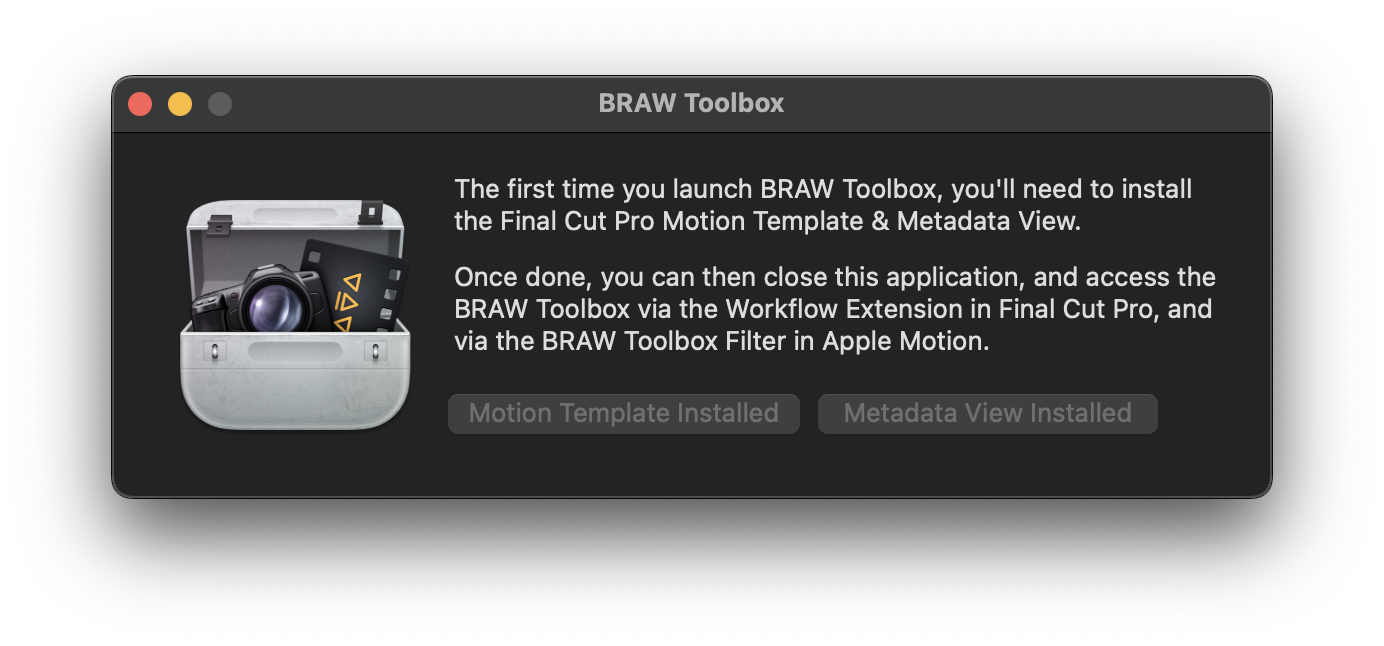 BRAW Toolbox
The first time you launch BRAW Toolbox, you'll need to install
the Final Cut Pro Motion Template & Metadata View.
Once done, you can then close this application, and access the
BRAW Toolbox via the Workflow Extension in Final Cut Pro, and
via the BRAW Toolbox Filter in Apple Motion.
Motion Template Installed
Metadata View Installed